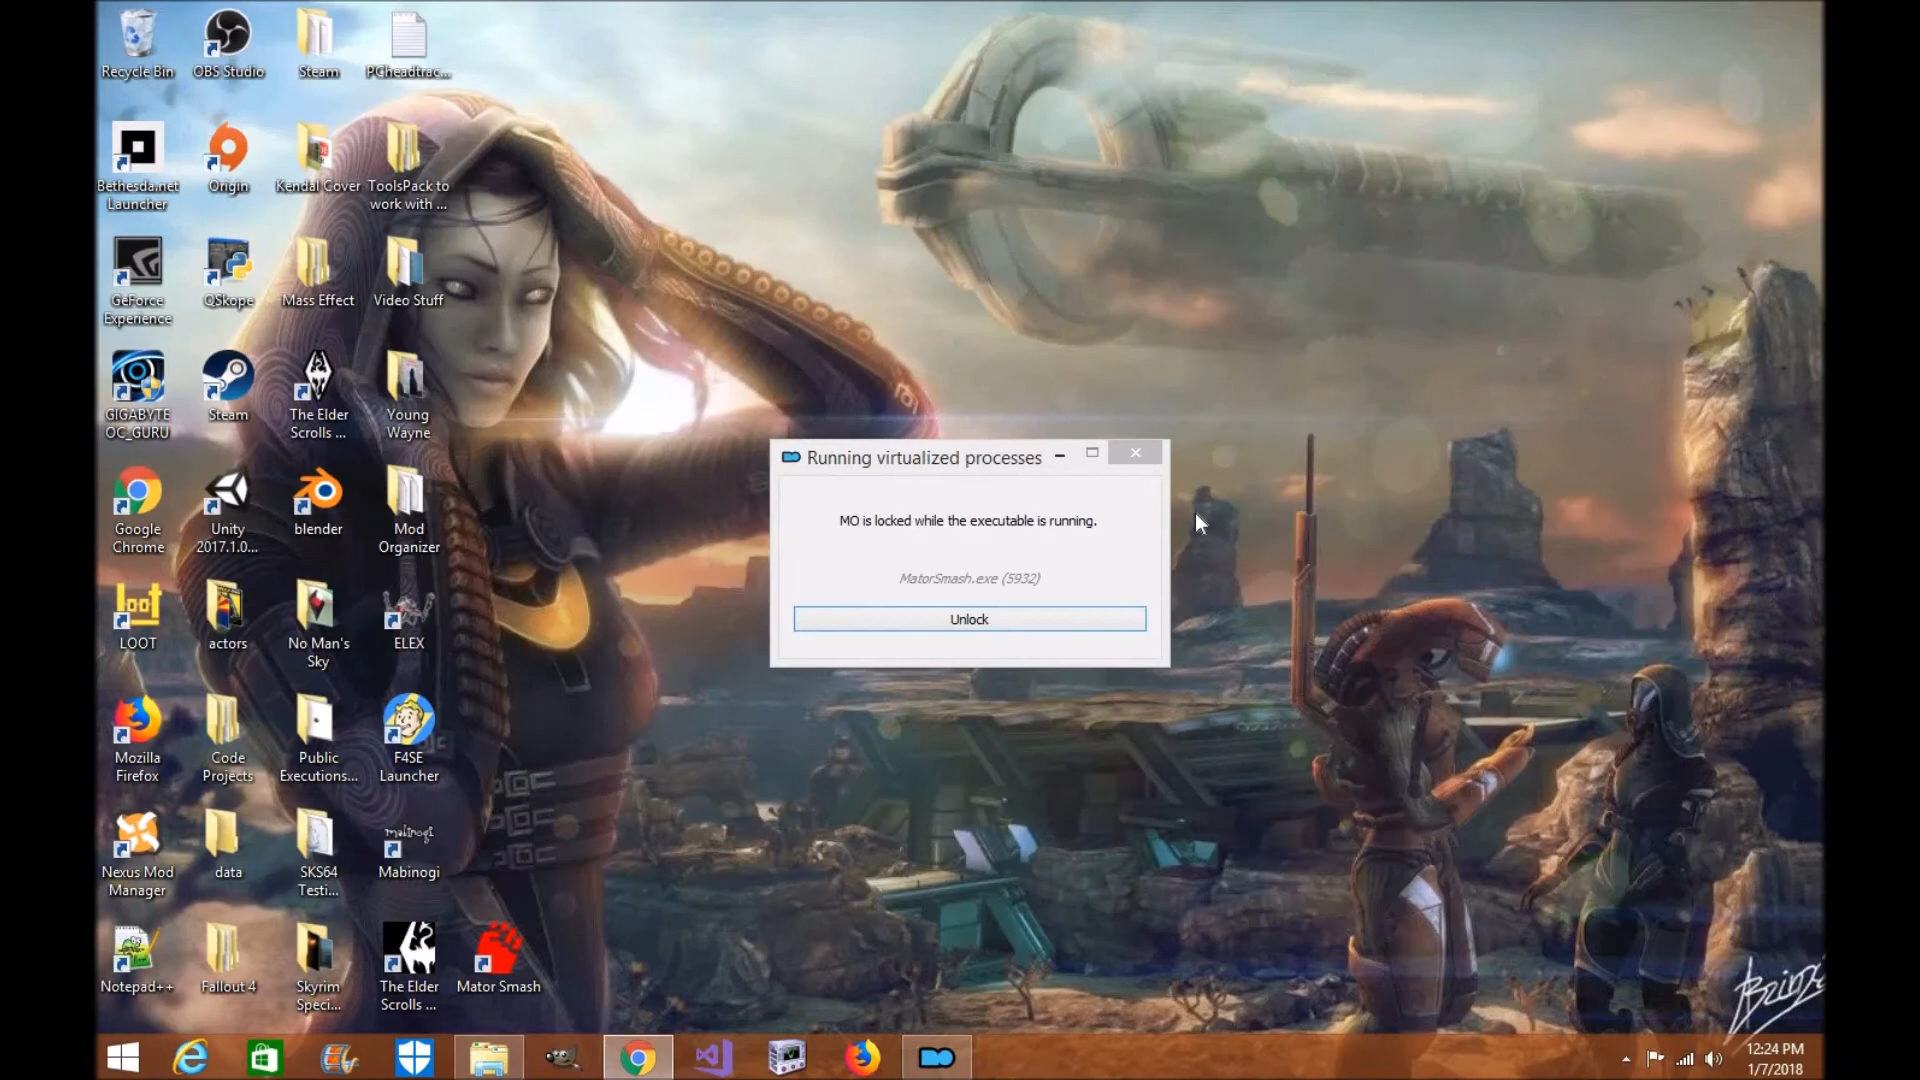 Recycle Bin
OBS Studio
Steam
PCheadtrac...
Bethesda.net
Launcher
Origin
Kendal Cover
ToolsPack to
work with ...
GeForce
Experience
QSkope
Mass Effect
Video Stuff
GIGABYTE
OC_GURU
Steam
The Elder
Scrolls ...
Young
Wayne
Google
Chrome
Unity
2017.1.0...
blender
Mod
Organizer
loot
LOOT
actors
No Man's
Sky
ELEX
Mozilla
Firefox
Code
Projects
Public
Executions...
F4SE
Launcher
Nexus Mod
Manager
data
SKS64
Testi...
mabinogi
Mabinogi
Notepad++
Fallout 4
Skyrim
Speci...
The Elder
Scrolls ...
Mator Smash
Running virtualized processes
MO is locked while the executable is running.
MatorSmash.exe (5932)
Unlock
12:24 PM
1/7/2018